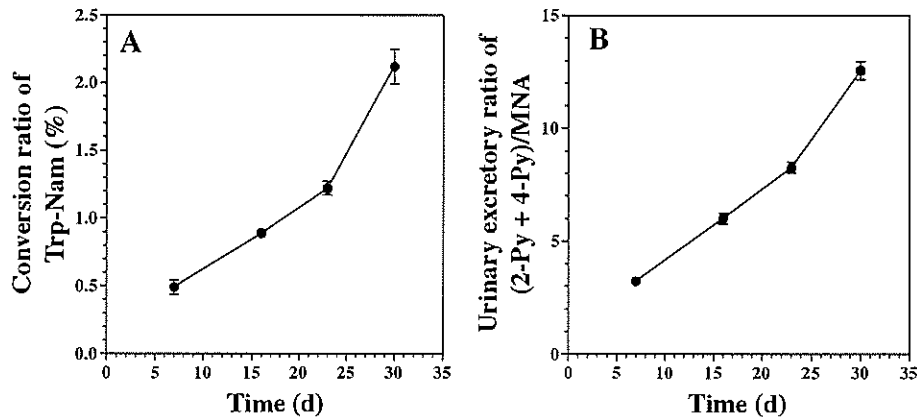 A
Conversion ratio of
Trp-Nam (%)
2.5
2.0
1.5
1.0
0.5
0.0
0 5 10 15 20 25 30 35
Time (d)
B
Urinary excretory ratio of
(2-Py + 4-Py)/MNA
15
10
5
0
0 5 10 15 20 25 30 35
Time (d)